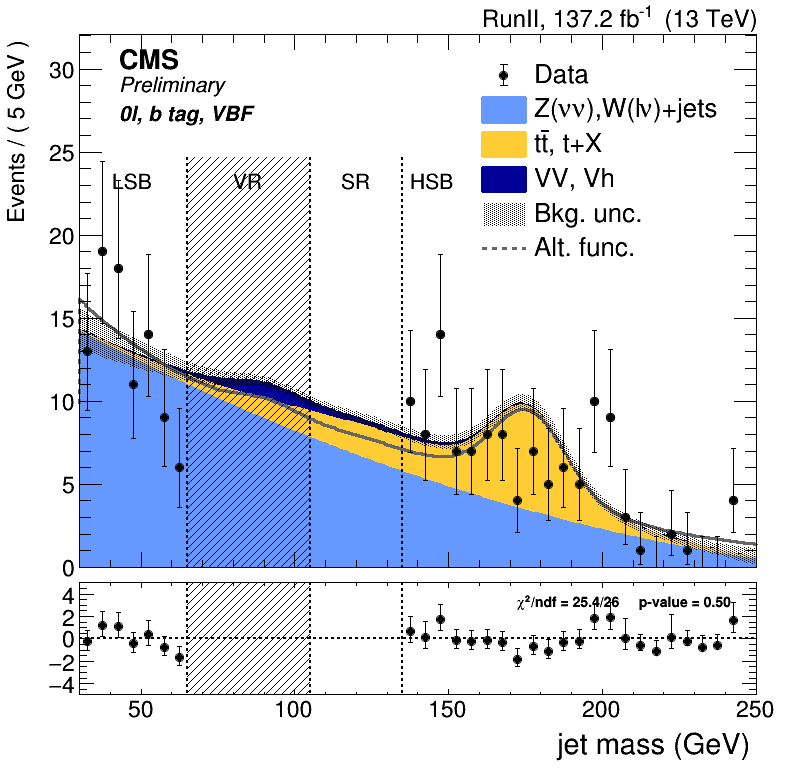 RunII, 137.2 fb⁻¹ (13 TeV)
CMS
Preliminary
0l, b tag, VBF
Data
Z(νν),W(lν)+jets
tt̄, t+X
VV, Vh
Bkg. unc.
Alt. func.
LSB VR SR HSB
Events / ( 5 GeV )
30
25
20
15
10
5
0
χ²/ndf = 25.4/26 p-value = 0.50
4
2
0
−2
−4
50 100 150 200 250
jet mass (GeV)